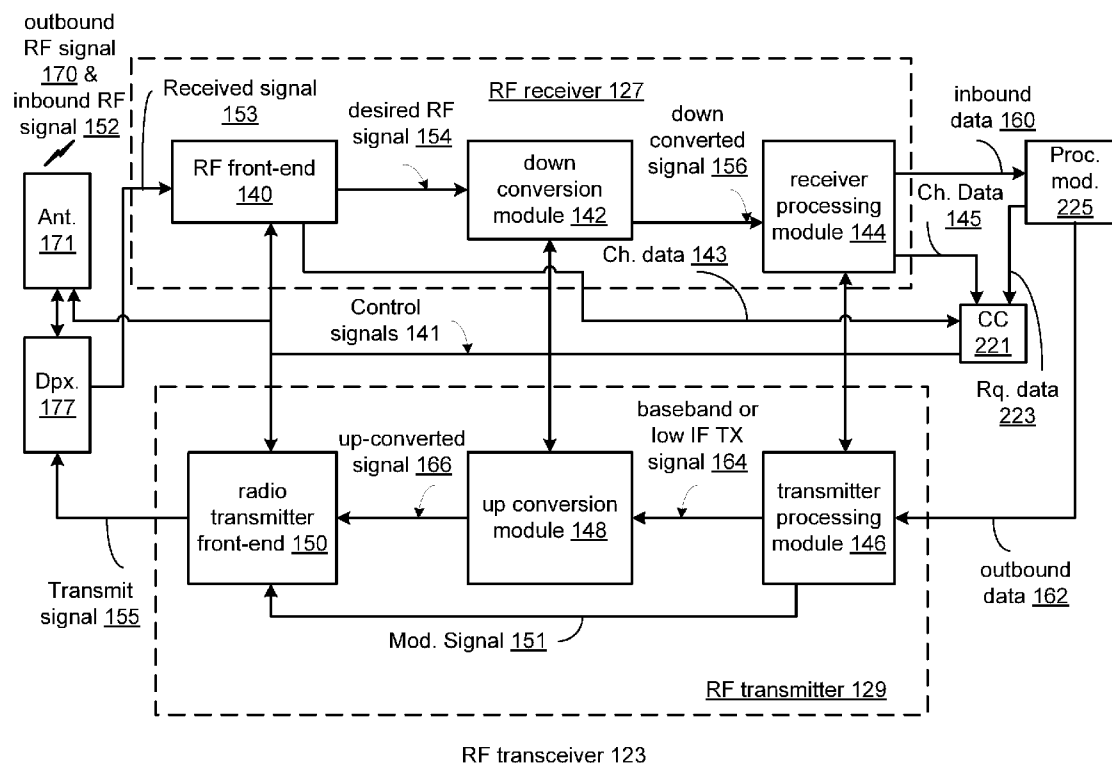 outbound
RF signal
170 &
inbound RF
signal 152
Received signal
153
RF receiver 127
desired RF
signal 154
down
converted
signal 156
inbound
data 160
RF front-end
140
down
conversion
module 142
receiver
processing
module 144
Proc.
mod.
225
Ch. Data
145
Ant.
171
Ch. data 143
Control
signals 141
CC
221
Dpx.
177
Rq. data
223
up-converted
signal 166
baseband or
low IF TX
signal 164
radio
transmitter
front-end 150
up conversion
module 148
transmitter
processing
module 146
Transmit
signal 155
outbound
data 162
Mod. Signal 151
RF transmitter 129
RF transceiver 123